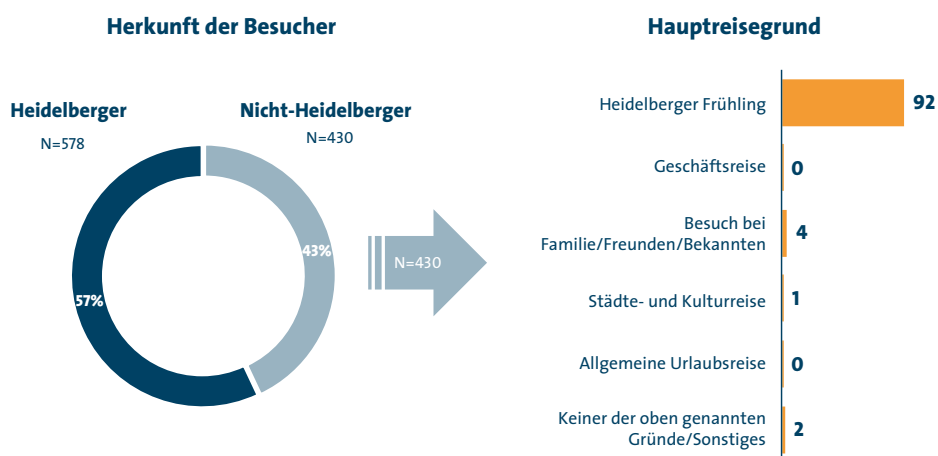 Herkunft der Besucher
Heidelberger
N=578
Nicht-Heidelberger
N=430
57%
43%
N=430
Hauptreisegrund
Heidelberger Frühling
92
Geschäftsreise
0
Besuch bei
Familie/Freunden/Bekannten
4
Städte- und Kulturreise
1
Allgemeine Urlaubsreise
0
Keiner der oben genannten
Gründe/Sonstiges
2